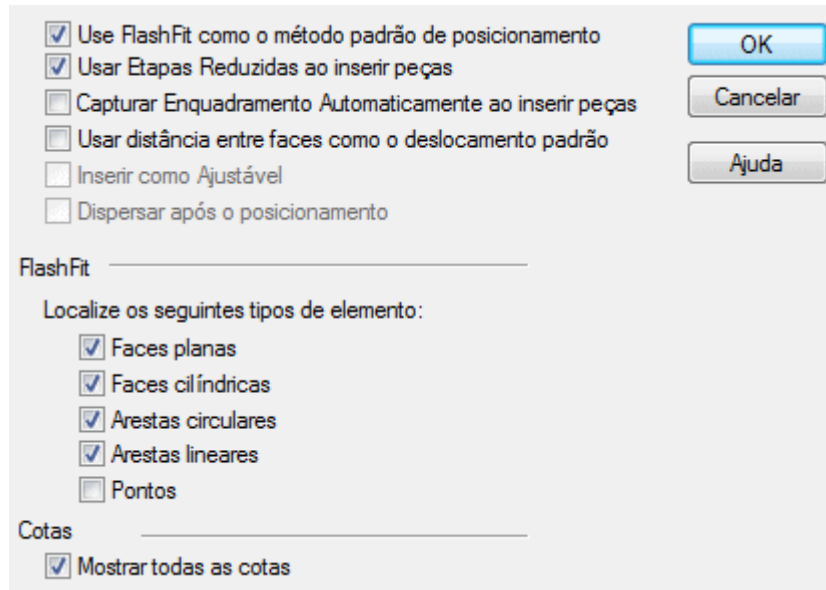 Use FlashFit como o método padrão de posicionamento
Usar Etapas Reduzidas ao inserir peças
Capturar Enquadramento Automaticamente ao inserir peças
Usar distância entre faces como o deslocamento padrão
Inserir como Ajustável
Dispersar após o posicionamento
OK
Cancelar
Ajuda
FlashFit
Localize os seguintes tipos de elemento:
Faces planas
Faces cilíndricas
Arestas circulares
Arestas lineares
Pontos
Cotas
Mostrar todas as cotas